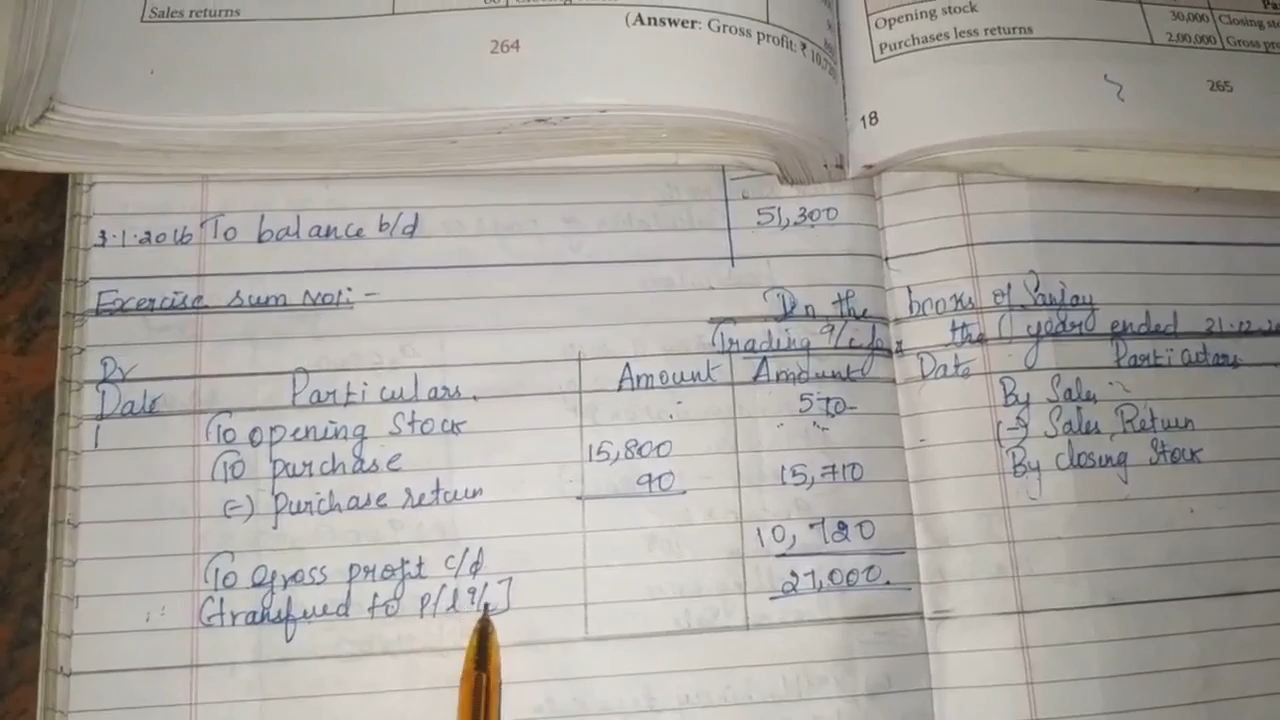 Sales returns
(Answer: Gross profit: ₹ 10,720
264
Opening stock 30,000 Closing
Purchases less returns 2,00,000 Gross
265
18
3.1.2016 To balance b/d 51,300
Exercise sum No1: -
In the books of Sanjay
Trading a/c for the year ended 31.12.
Dr
Date Particulars. Amount Amount Date Particulars
To opening Stock 570 By Sales
To purchase 15,800 (-) Sales Return
(-) purchase return 90 15,710 By closing Stock
To Gross profit c/d 10,720
(transfued to P/L a/c] 27,000.